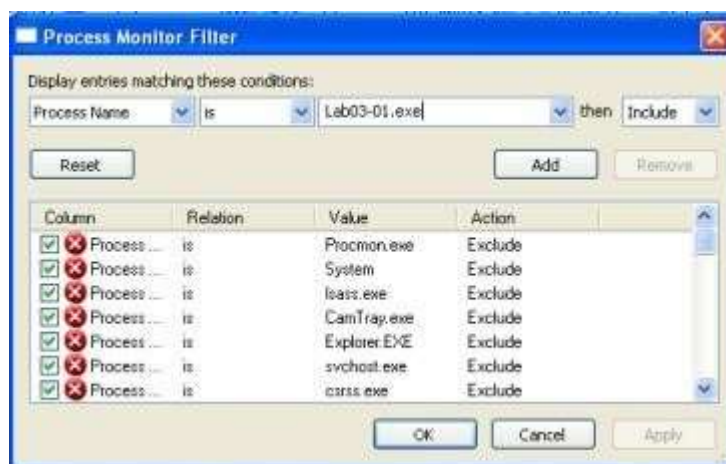 Process Monitor Filter
Display entries matching these conditions:
Process Name is Lab03-01.exe then Include
Reset Add Remove
Column Relation Value Action
Process ... is Procmon.exe Exclude
Process ... is System Exclude
Process ... is lsass.exe Exclude
Process ... is CamTray.exe Exclude
Process ... is Explorer.EXE Exclude
Process ... is svchost.exe Exclude
Process ... is csrss.exe Exclude
OK Cancel Apply